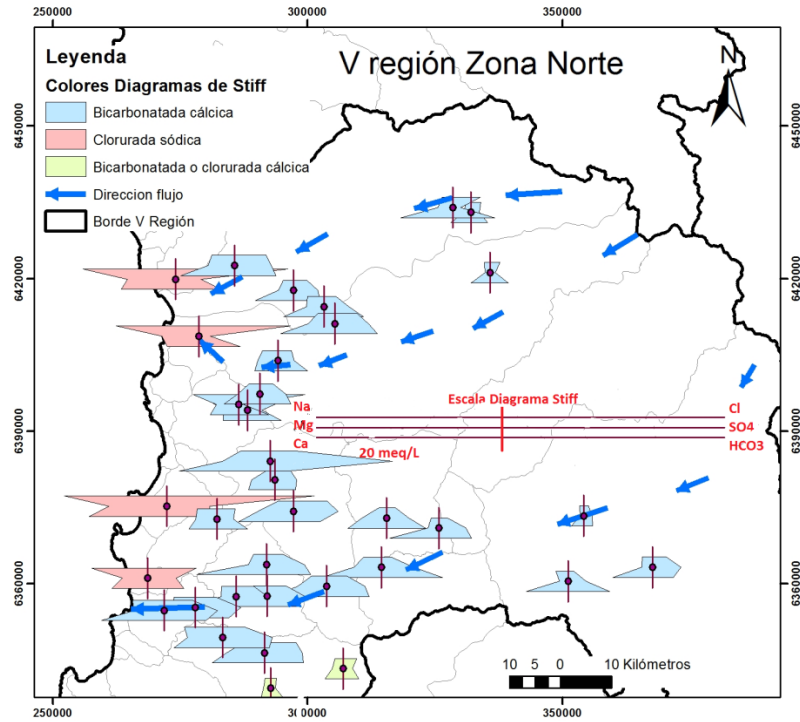 250000 300000 350000
Leyenda
V región Zona Norte
N
Colores Diagramas de Stiff
Bicarbonatada cálcica
Clorurada sódica
Bicarbonatada o clorurada cálcica
Direccion flujo
Borde V Región
6450000 6450000
6420000 6420000
Escala Diagrama Stiff
Na Cl
Mg SO4
6390000 6390000
Ca HCO3
20 meq/L
6360000 6360000
10 5 0 10 Kilómetros
250000 300000 350000